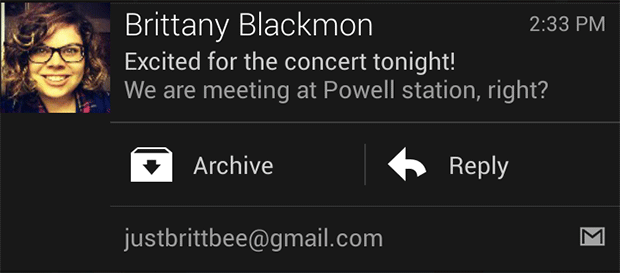 Brittany Blackmon
2:33 PM
Excited for the concert tonight!
We are meeting at Powell station, right?
Archive
Reply
justbrittbee@gmail.com